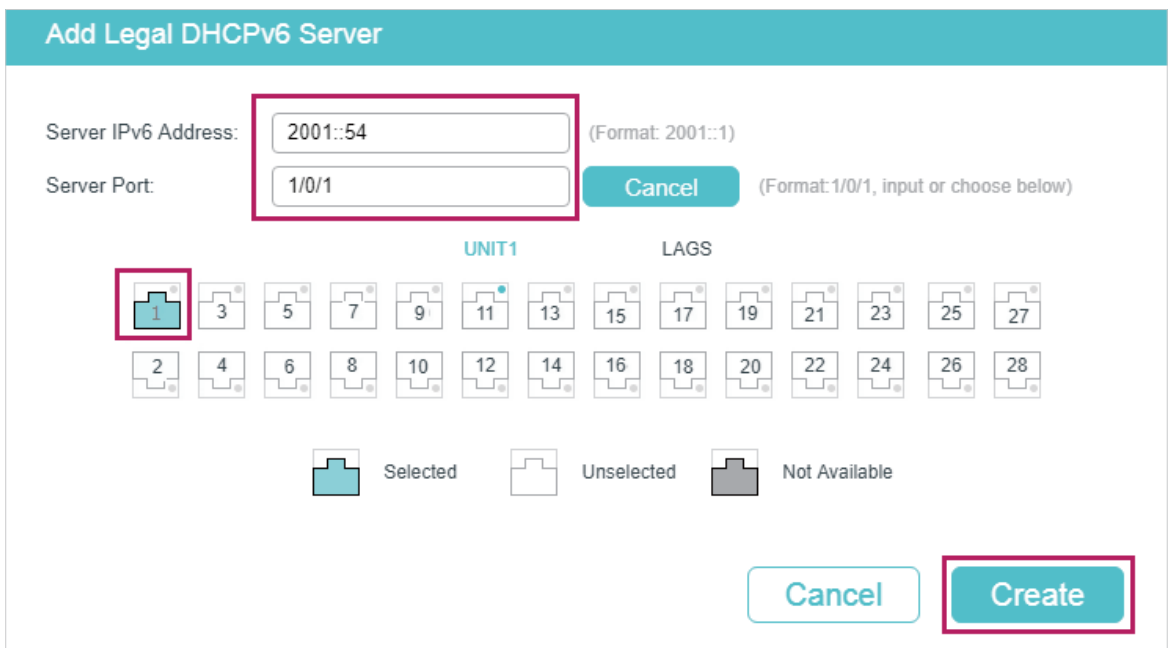 Add Legal DHCPv6 Server
Server IPv6 Address: 2001::54 (Format: 2001::1)
Server Port: 1/0/1 Cancel (Format:1/0/1, input or choose below)
UNIT1 LAGS
1 3 5 7 9 11 13 15 17 19 21 23 25 27
2 4 6 8 10 12 14 16 18 20 22 24 26 28
Selected Unselected Not Available
Cancel Create